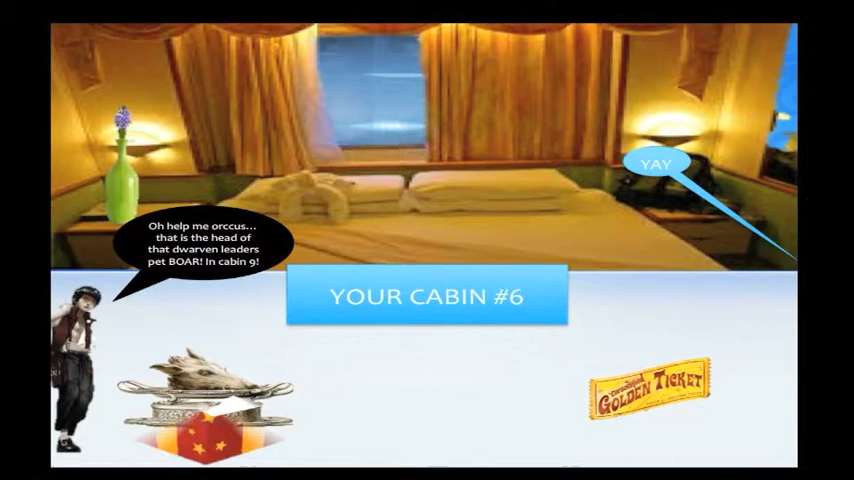 YAY
Oh help me orccus...
that is the head of
that dwarven leaders
pet BOAR! In cabin 9!
YOUR CABIN #6
GOLDEN TICKET